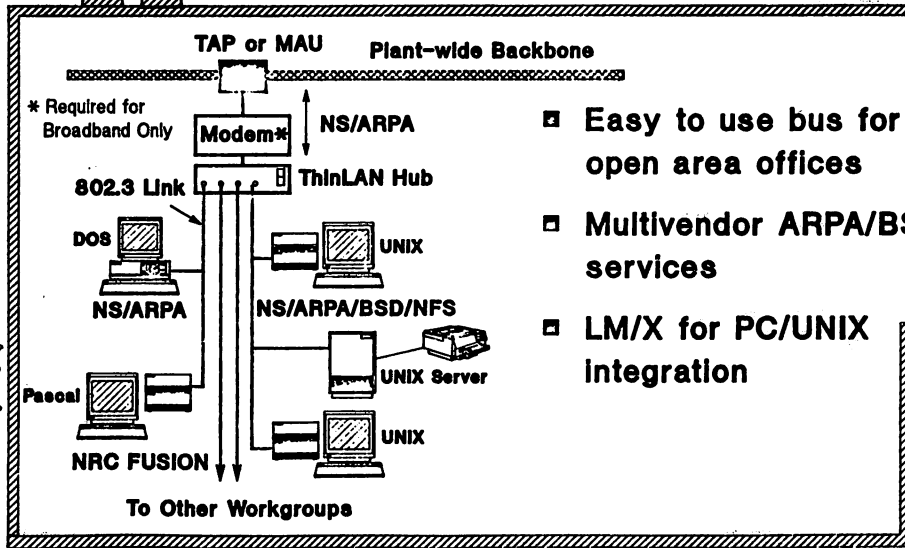 TAP or MAU
Plant-wide Backbone
* Required for
Broadband Only
Modem*
NS/ARPA
ThinLAN Hub
802.3 Link
DOS
NS/ARPA
UNIX
NS/ARPA/BSD/NFS
UNIX Server
Pascal
NRC FUSION
UNIX
To Other Workgroups
Easy to use bus for
open area offices
Multivendor ARPA/BS
services
LM/X for PC/UNIX
integration